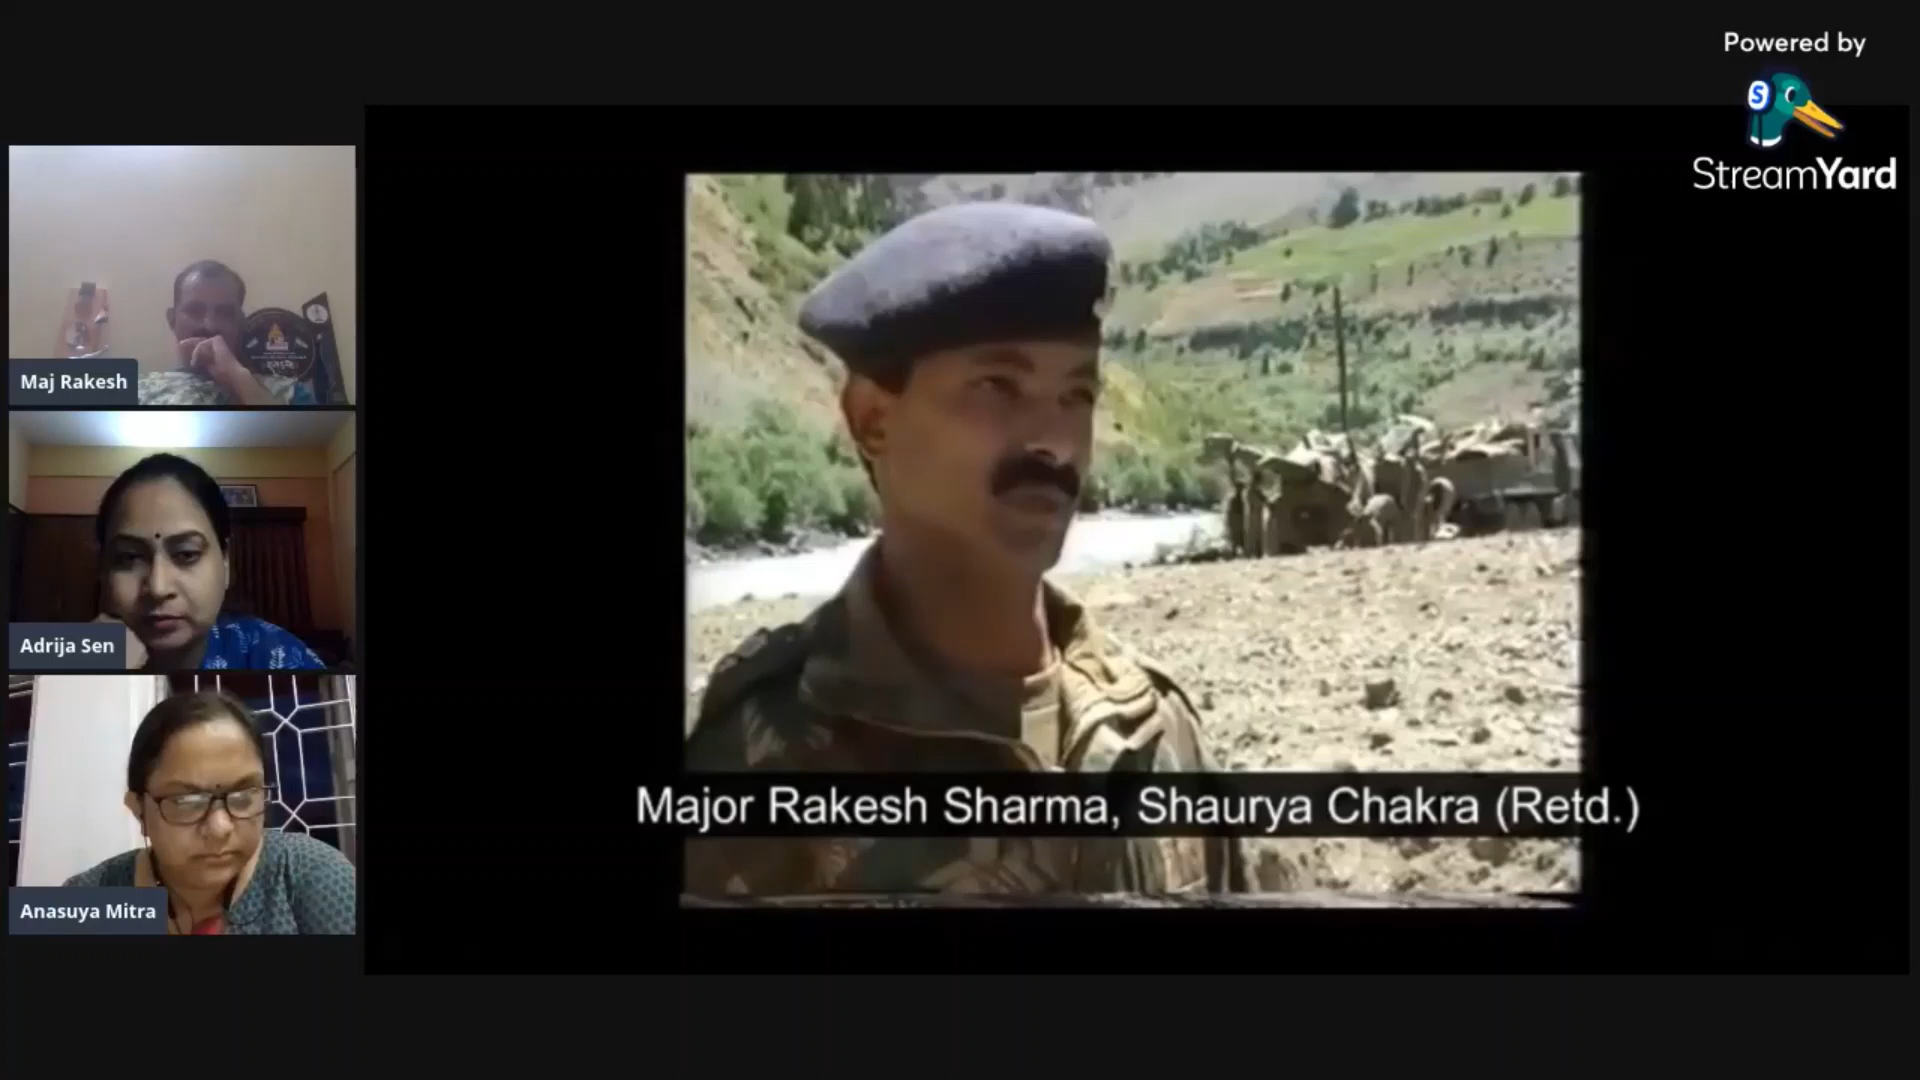 Powered by
S
StreamYard
Maj Rakesh
Adrija Sen
Anasuya Mitra
Major Rakesh Sharma, Shaurya Chakra (Retd.)